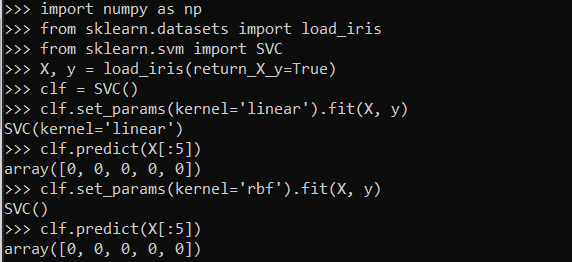 >>> import numpy as np
>>> from sklearn.datasets import load_iris
>>> from sklearn.svm import SVC
>>> X, y = load_iris(return_X_y=True)
>>> clf = SVC()
>>> clf.set_params(kernel='linear').fit(X, y)
SVC(kernel='linear')
>>> clf.predict(X[:5])
array([0, 0, 0, 0, 0])
>>> clf.set_params(kernel='rbf').fit(X, y)
SVC()
>>> clf.predict(X[:5])
array([0, 0, 0, 0, 0])